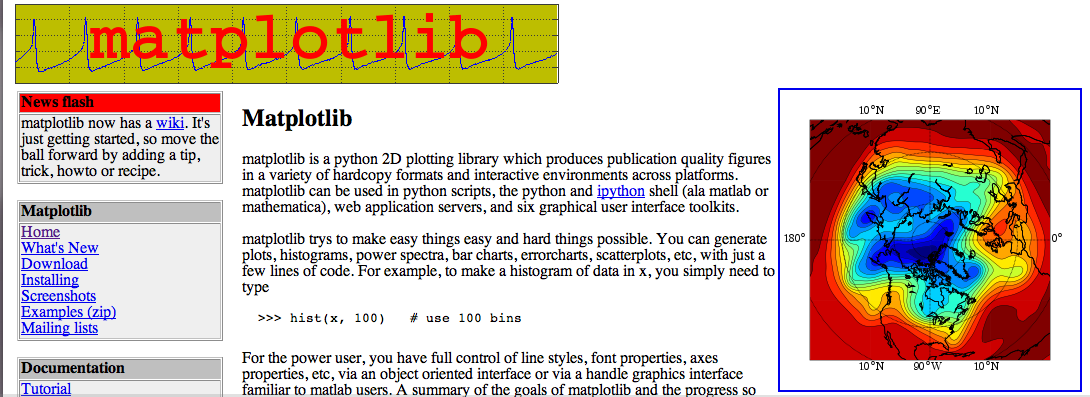 matplotlib
News flash
matplotlib now has a wiki. It's
just getting started, so move the
ball forward by adding a tip,
trick, howto or recipe.
Matplotlib
Home
What's New
Download
Installing
Screenshots
Examples (zip)
Mailing lists
Documentation
Tutorial
Matplotlib
matplotlib is a python 2D plotting library which produces publication quality figures
in a variety of hardcopy formats and interactive environments across platforms.
matplotlib can be used in python scripts, the python and ipython shell (ala matlab or
mathematica), web application servers, and six graphical user interface toolkits.
matplotlib trys to make easy things easy and hard things possible. You can generate
plots, histograms, power spectra, bar charts, errorcharts, scatterplots, etc, with just a
few lines of code. For example, to make a histogram of data in x, you simply need to
type
>>> hist(x, 100)   # use 100 bins
For the power user, you have full control of line styles, font properties, axes
properties, etc, via an object oriented interface or via a handle graphics interface
familiar to matlab users. A summary of the goals of matplotlib and the progress so
10°N 90°E 10°N
180° 0°
10°N 90°W 10°N